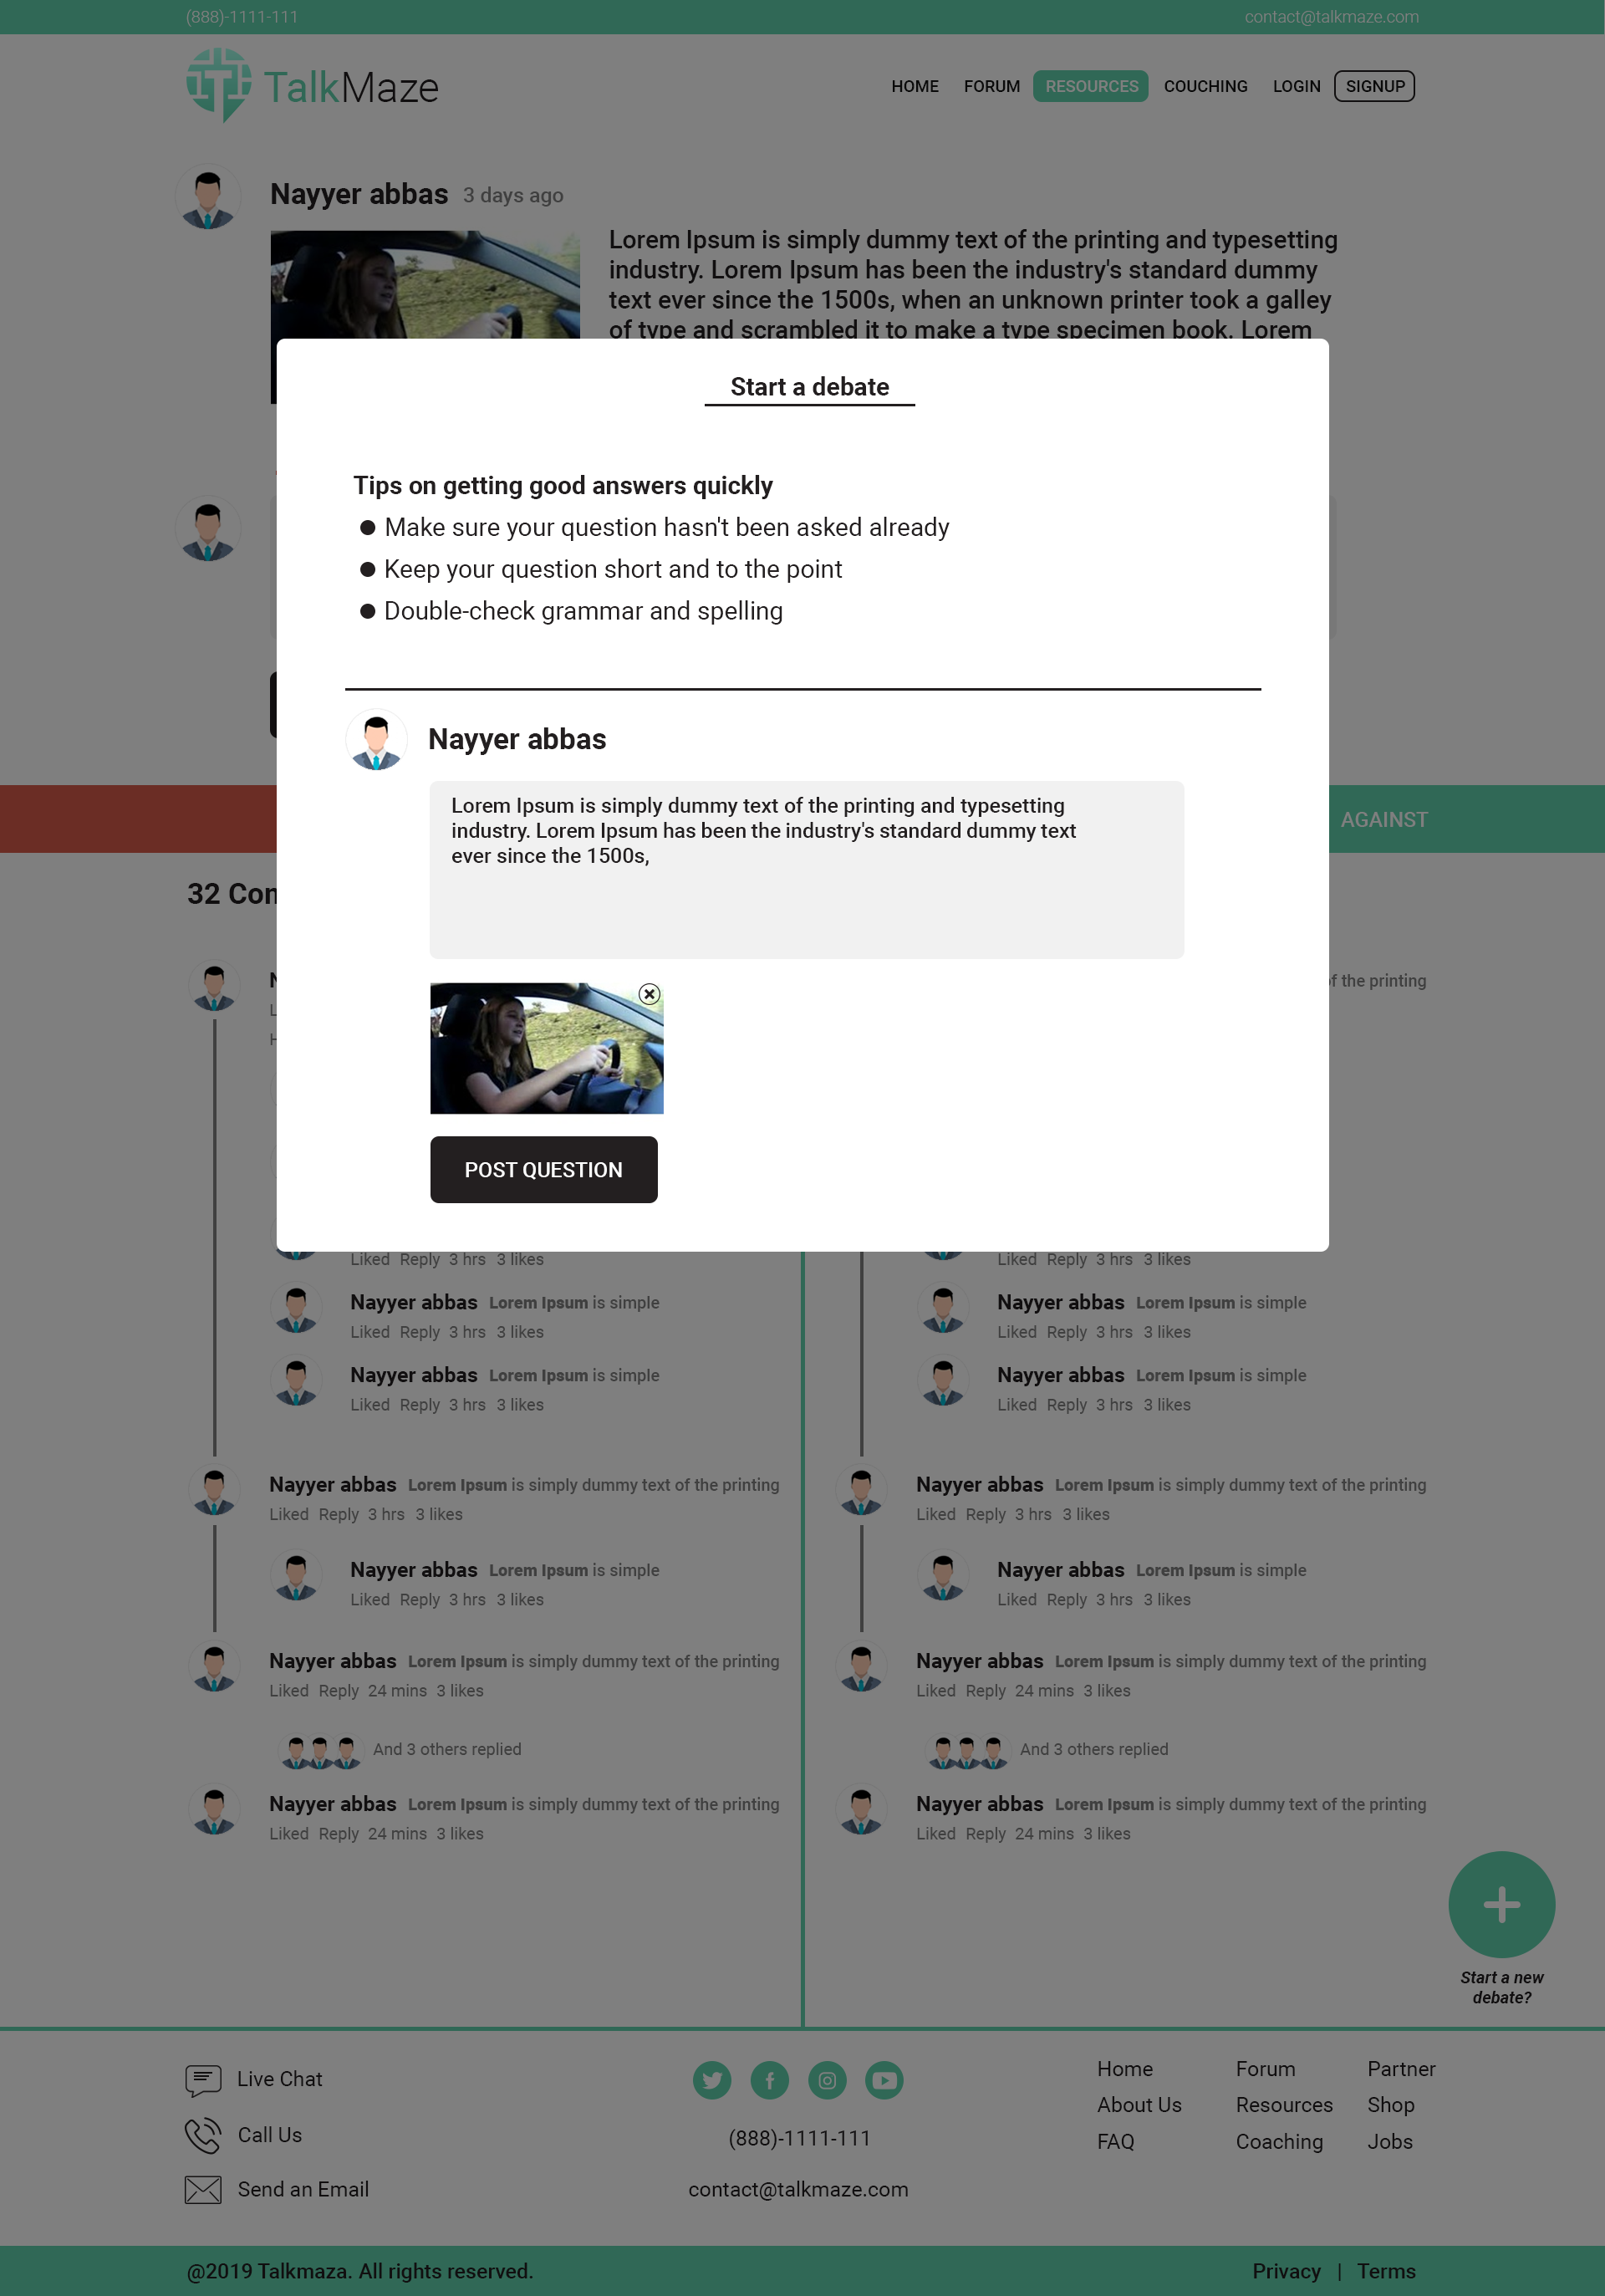 (888)-1111-111
contact@talkmaze.com
TalkMaze
HOME
FORUM
RESOURCES
COUCHING
LOGIN
SIGNUP
Nayyer abbas 3 days ago
Lorem Ipsum is simply dummy text of the printing and typesetting
industry. Lorem Ipsum has been the industry's standard dummy
text ever since the 1500s, when an unknown printer took a galley
of type and scrambled it to make a type specimen book. Lorem
Start a debate
Tips on getting good answers quickly
● Make sure your question hasn't been asked already
● Keep your question short and to the point
● Double-check grammar and spelling
Nayyer abbas
Lorem Ipsum is simply dummy text of the printing and typesetting
industry. Lorem Ipsum has been the industry's standard dummy text
ever since the 1500s,
POST QUESTION
AGAINST
32
of the printing
Liked Reply 3 hrs 3 likes
Nayyer abbas Lorem Ipsum is simple
Liked Reply 3 hrs 3 likes
Nayyer abbas Lorem Ipsum is simple
Liked Reply 3 hrs 3 likes
Nayyer abbas Lorem Ipsum is simply dummy text of the printing
Liked Reply 3 hrs 3 likes
Nayyer abbas Lorem Ipsum is simple
Liked Reply 3 hrs 3 likes
Nayyer abbas Lorem Ipsum is simply dummy text of the printing
Liked Reply 24 mins 3 likes
And 3 others replied
Nayyer abbas Lorem Ipsum is simply dummy text of the printing
Liked Reply 24 mins 3 likes
Liked Reply 3 hrs 3 likes
Nayyer abbas Lorem Ipsum is simple
Liked Reply 3 hrs 3 likes
Nayyer abbas Lorem Ipsum is simple
Liked Reply 3 hrs 3 likes
Nayyer abbas Lorem Ipsum is simply dummy text of the printing
Liked Reply 3 hrs 3 likes
Nayyer abbas Lorem Ipsum is simple
Liked Reply 3 hrs 3 likes
Nayyer abbas Lorem Ipsum is simply dummy text of the printing
Liked Reply 24 mins 3 likes
And 3 others replied
Nayyer abbas Lorem Ipsum is simply dummy text of the printing
Liked Reply 24 mins 3 likes
Start a new
debate?
Live Chat
Call Us
Send an Email
(888)-1111-111
contact@talkmaze.com
Home
About Us
FAQ
Forum
Resources
Coaching
Partner
Shop
Jobs
@2019 Talkmaza. All rights reserved.
Privacy | Terms